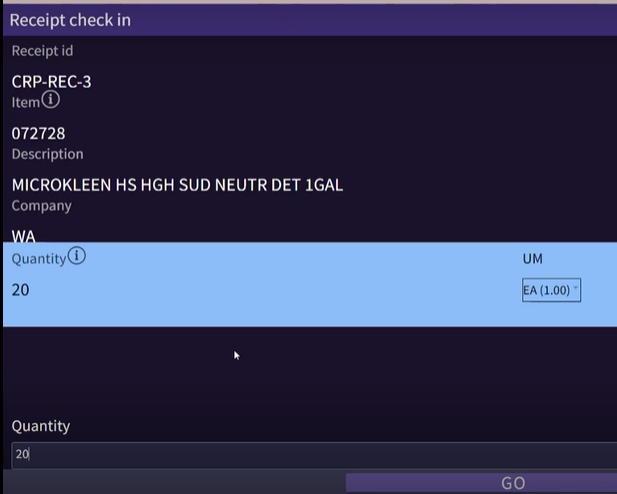 Receipt check in
Receipt id
CRP-REC-3
Item
072728
Description
MICROKLEEN HS HGH SUD NEUTR DET 1GAL
Company
WA
Quantity UM
20 EA (1.00)
Quantity
20
GO